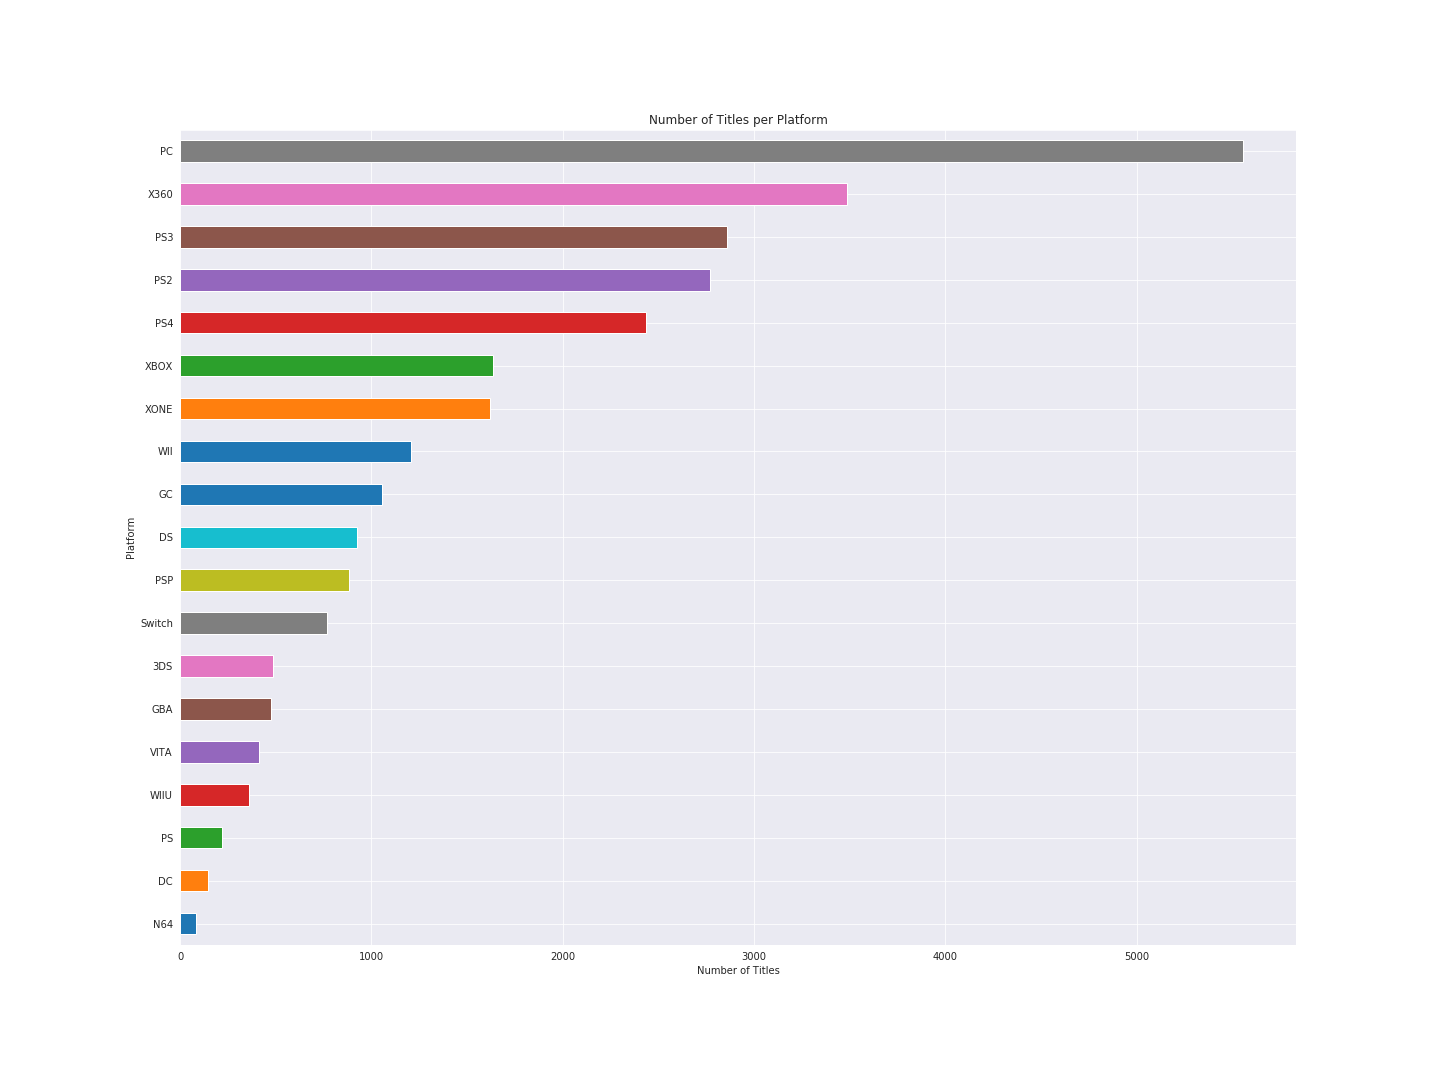 Number of Titles per Platform
PC
X360
PS3
PS2
PS4
XBOX
XONE
WII
GC
DS
PSP
Switch
3DS
GBA
VITA
WIIU
PS
DC
N64
Platform
0 1000 2000 3000 4000 5000
Number of Titles